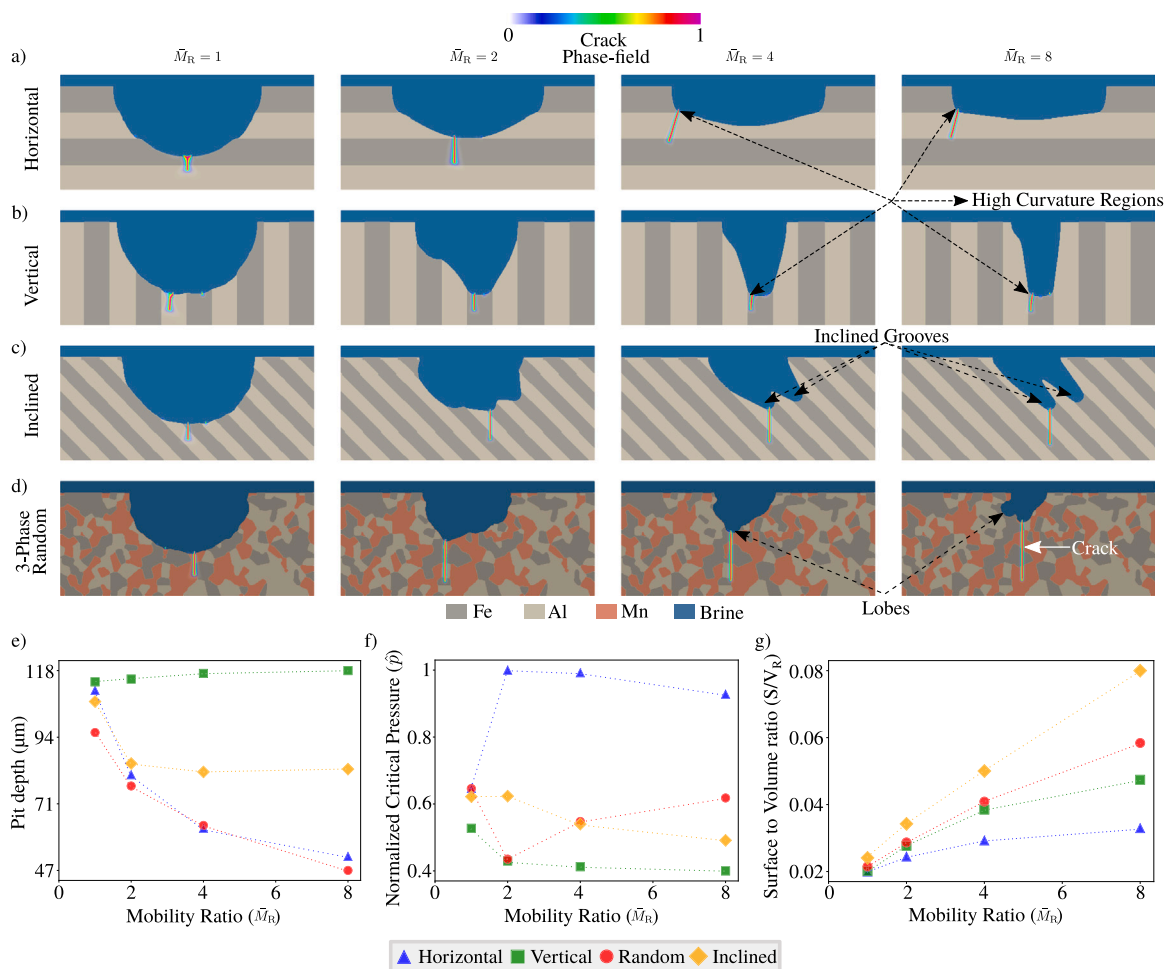 0 1
Crack
Phase-field
a) M̄R = 1 M̄R = 2 M̄R = 4 M̄R = 8
Horizontal
High Curvature Regions
b)
Vertical
Inclined Grooves
c)
Inclined
d)
3-Phase
Random
Crack
Lobes
Fe Al Mn Brine
e) f) g)
Pit depth (μm)
118
94
71
47
0 2 4 6 8
Mobility Ratio (M̄R)
Normalized Critical Pressure (p̂)
1
0.8
0.6
0.4
0 2 4 6 8
Mobility Ratio (M̄R)
Surface to Volume ratio (S/VR)
0.08
0.06
0.04
0.02
0 2 4 6 8
Mobility Ratio (M̄R)
Horizontal Vertical Random Inclined